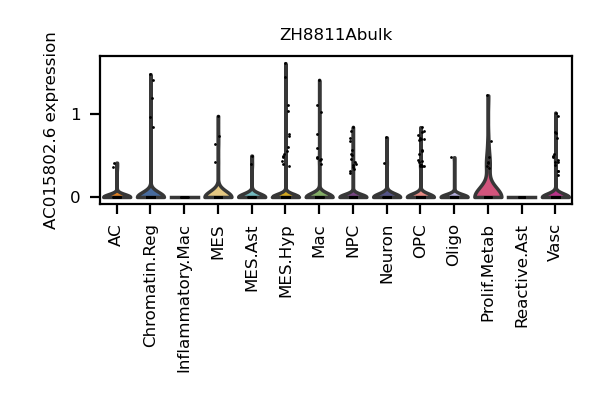 ZH8811Abulk
AC015802.6 expression
1
0
AC
Chromatin.Reg
Inflammatory.Mac
MES
MES.Ast
MES.Hyp
Mac
NPC
Neuron
OPC
Oligo
Prolif.Metab
Reactive.Ast
Vasc